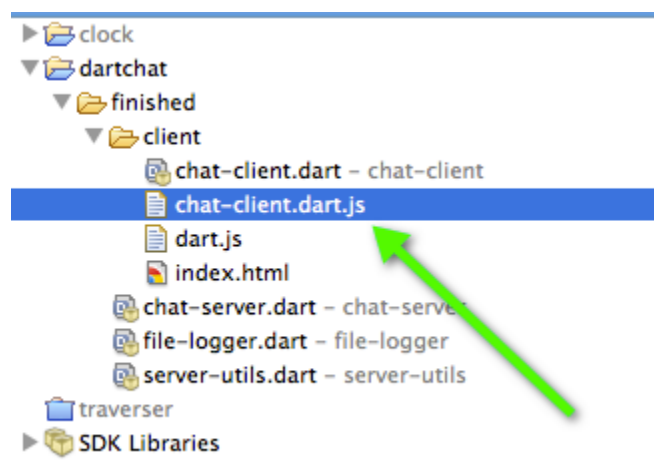 clock
dartchat
finished
client
chat-client.dart – chat-client
chat-client.dart.js
dart.js
index.html
chat-server.dart – chat-server
file-logger.dart – file-logger
server-utils.dart – server-utils
traverser
SDK Libraries